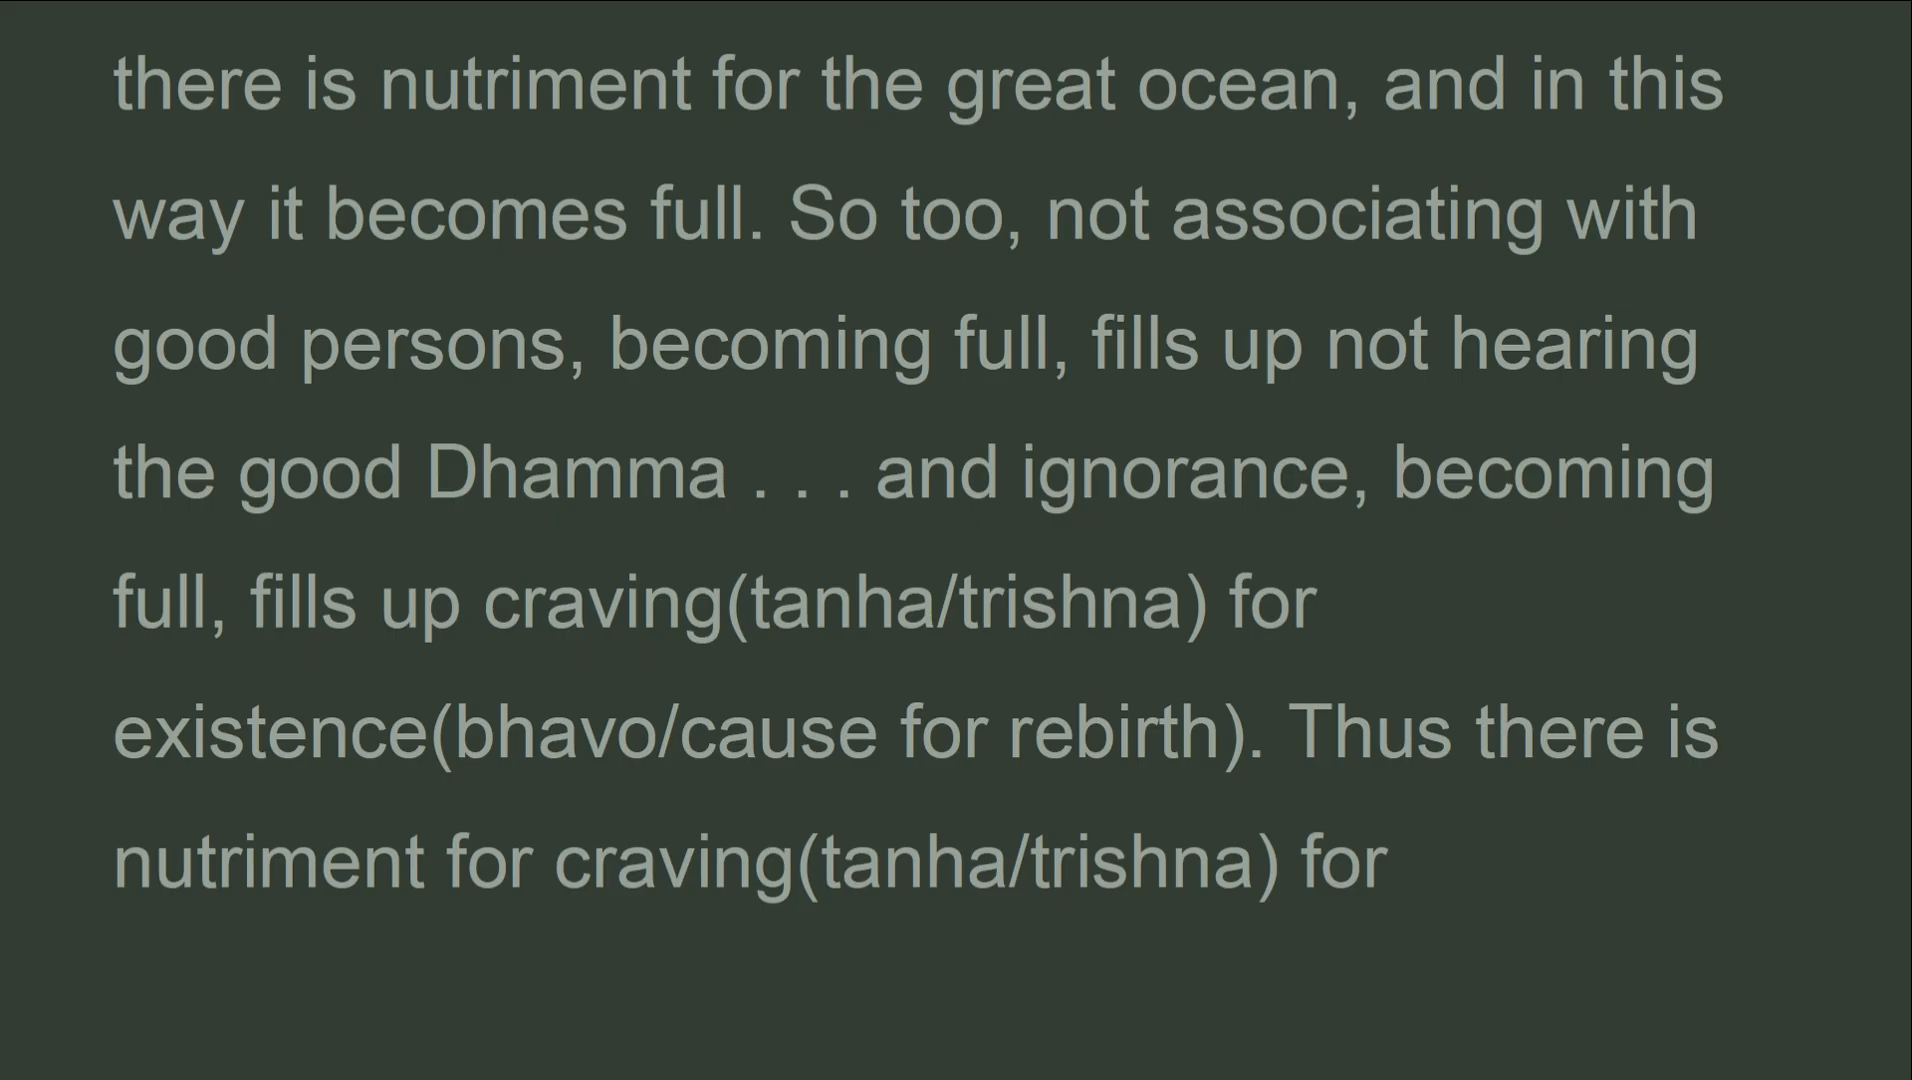 there is nutriment for the great ocean, and in this
way it becomes full. So too, not associating with
good persons, becoming full, fills up not hearing
the good Dhamma . . . and ignorance, becoming
full, fills up craving(tanha/trishna) for
existence(bhavo/cause for rebirth). Thus there is
nutriment for craving(tanha/trishna) for